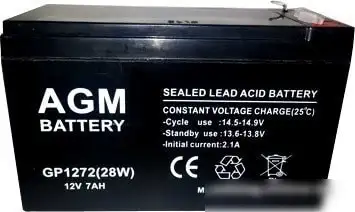 AGM
BATTERY
GP1272(28W)
12V 7AH
SEALED LEAD ACID BATTERY
CONSTANT VOLTAGE CHARGE(25℃)
-Cycle use :14.5-14.9V
-Standby use :13.6-13.8V
-Initial current:2.1A